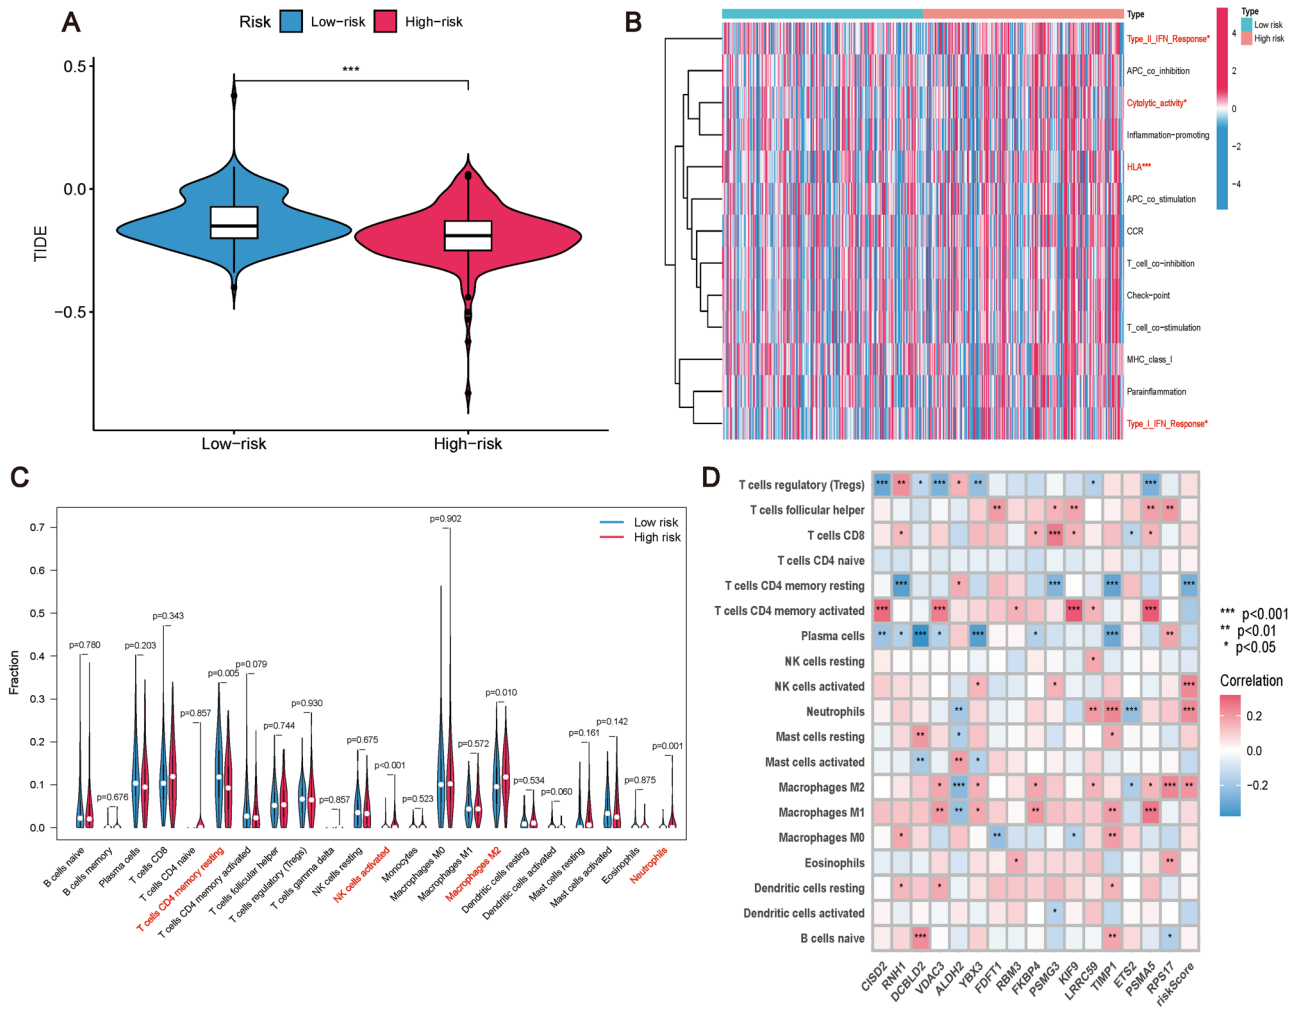 A
Risk Low-risk High-risk
***
0.5
0.0
-0.5
TIDE
Low-risk High-risk
B
Type
Type
Low risk
High risk
4
2
0
-2
-4
Type_II_IFN_Response*
APC_co_inhibition
Cytolytic_activity*
Inflammation-promoting
HLA***
APC_co_stimulation
CCR
T_cell_co-inhibition
Check-point
T_cell_co-stimulation
MHC_class_I
Parainflammation
Type_I_IFN_Response*
C
Low risk
High risk
Fraction
0.7
0.6
0.5
0.4
0.3
0.2
0.1
0.0
p=0.780
p=0.676
p=0.203
p=0.343
p=0.857
p=0.005
p=0.079
p=0.744
p=0.930
p=0.857
p=0.675
p<0.001
p=0.523
p=0.902
p=0.572
p=0.010
p=0.534
p=0.060
p=0.161
p=0.142
p=0.875
p=0.001
B cells naive
B cells memory
Plasma cells
T cells CD8
T cells CD4 naive
T cells CD4 memory resting
T cells CD4 memory activated
T cells follicular helper
T cells regulatory (Tregs)
T cells gamma delta
NK cells resting
NK cells activated
Monocytes
Macrophages M0
Macrophages M1
Macrophages M2
Dendritic cells resting
Dendritic cells activated
Mast cells resting
Mast cells activated
Eosinophils
Neutrophils
D
T cells regulatory (Tregs) *** ** * *** * ** * ***
T cells follicular helper ** * ** ** **
T cells CD8 * * *** * * *
T cells CD4 naive
T cells CD4 memory resting *** * *** *** ***
T cells CD4 memory activated *** *** * *** * ***
Plasma cells ** * *** * *** * *** **
NK cells resting *
NK cells activated * * ***
Neutrophils ** ** *** *** ***
Mast cells resting ** * *
Mast cells activated ** ** *
Macrophages M2 * *** * * * * * *** **
Macrophages M1 ** ** * ** ** ***
Macrophages M0 * ** * **
Eosinophils * **
Dendritic cells resting * * *
Dendritic cells activated *
B cells naive *** ** *
CISD2
RNH1
DCBLD2
VDAC3
ALDH2
YBX3
FDFT1
RBM3
FKBP4
PSMG3
KIF9
LRRC59
TIMP1
ETS2
PSMA5
RPS17
riskScore
*** p<0.001
** p<0.01
* p<0.05
Correlation
0.2
0.0
-0.2